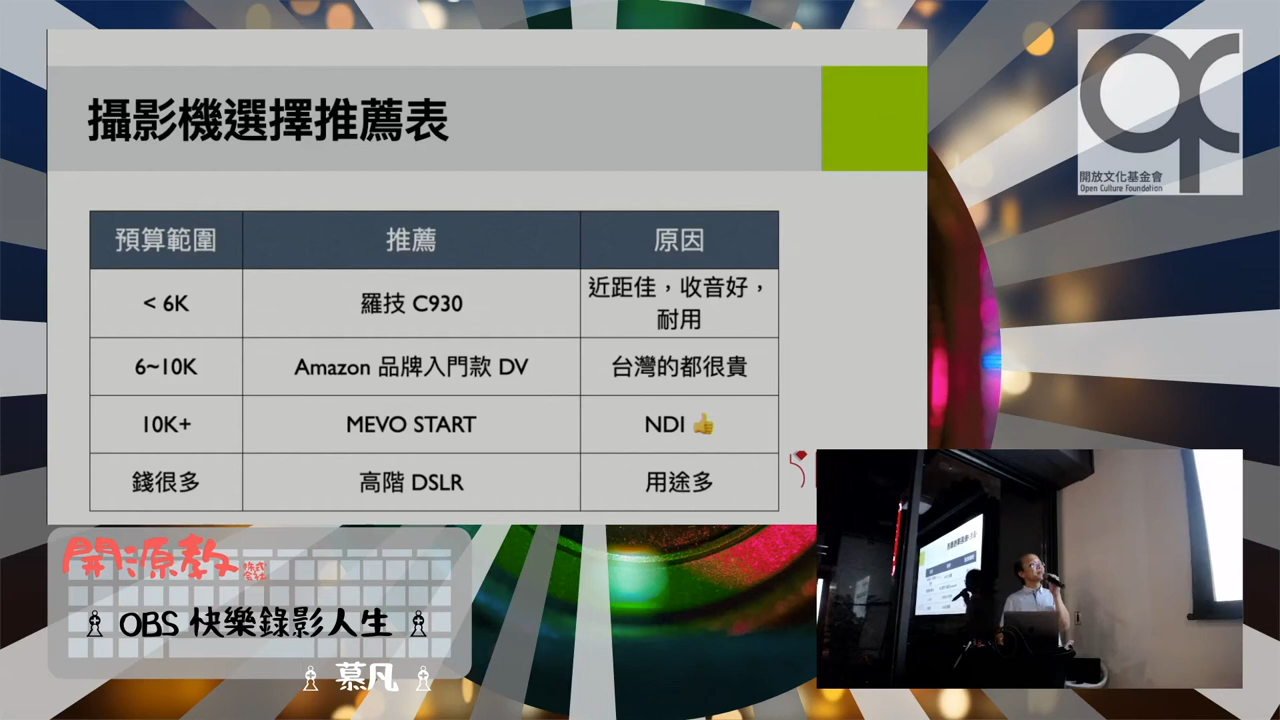 攝影機選擇推薦表
預算範圍 推薦 原因
< 6K 羅技 C930 近距佳，收音好，
耐用
6~10K Amazon 品牌入門款 DV 台灣的都很貴
10K+ MEVO START NDI 👍
錢很多 高階 DSLR 用途多
開放文化基金會
Open Culture Foundation
開源教 株式会社
OBS 快樂錄影人生
慕凡